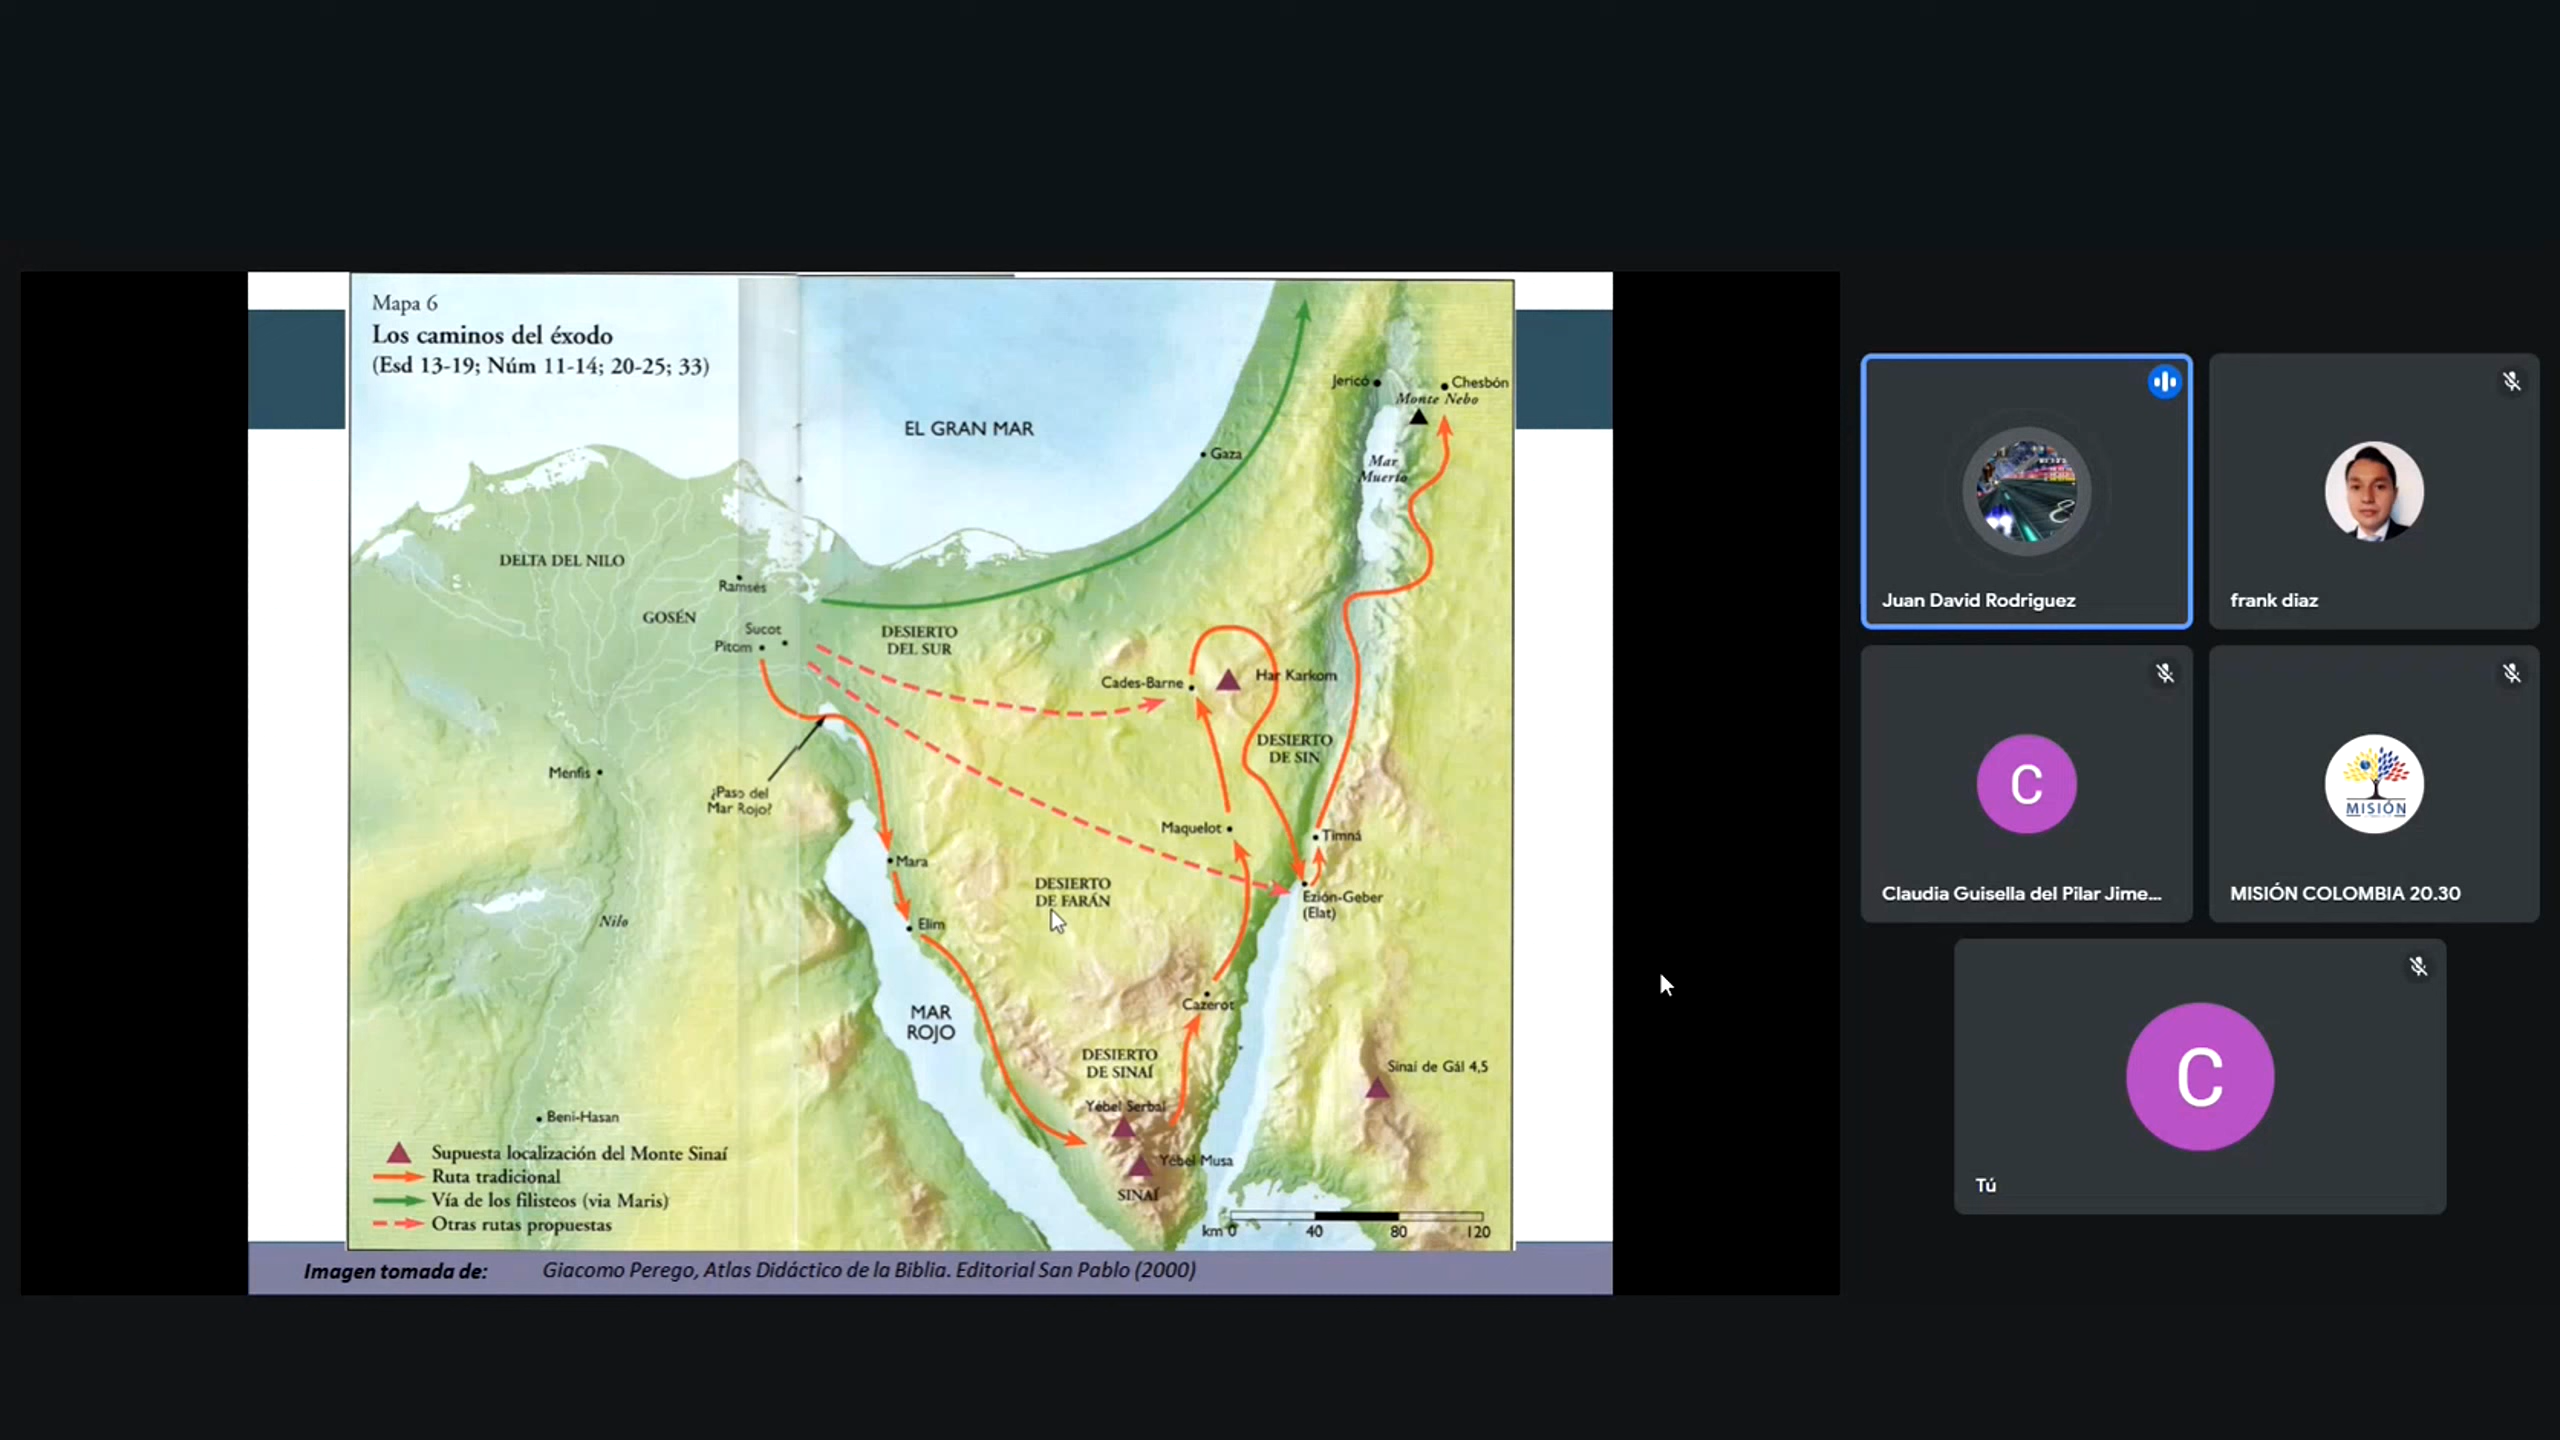 Mapa 6
Los caminos del éxodo
(Esd 13-19; Núm 11-14; 20-25; 33)
EL GRAN MAR
Jericó
Chesbón
Monte Nebo
Gaza
Mar
Muerto
DELTA DEL NILO
Ramsés
GOSÉN
Sucot
Pitom
DESIERTO
DEL SUR
Cades-Barne
Har Karkom
DESIERTO
DE SIN
Menfis
¿Paso del
Mar Rojo?
Maquelot
Timná
Mara
DESIERTO
DE FARÁN
Ezión-Geber
(Elat)
Elim
Nilo
MAR
ROJO
Cazerot
DESIERTO
DE SINAÍ
Sinaí de Gál 4,5
Yébel Serbal
Beni-Hasan
Yébel Musa
SINAÍ
Supuesta localización del Monte Sinaí
Ruta tradicional
Vía de los filisteos (via Maris)
Otras rutas propuestas
km 0 40 80 120
Imagen tomada de: Giacomo Perego, Atlas Didáctico de la Biblia. Editorial San Pablo (2000)
Juan David Rodriguez
frank diaz
C
Claudia Guisella del Pilar Jime...
MISIÓN
MISIÓN COLOMBIA 20.30
C
Tú